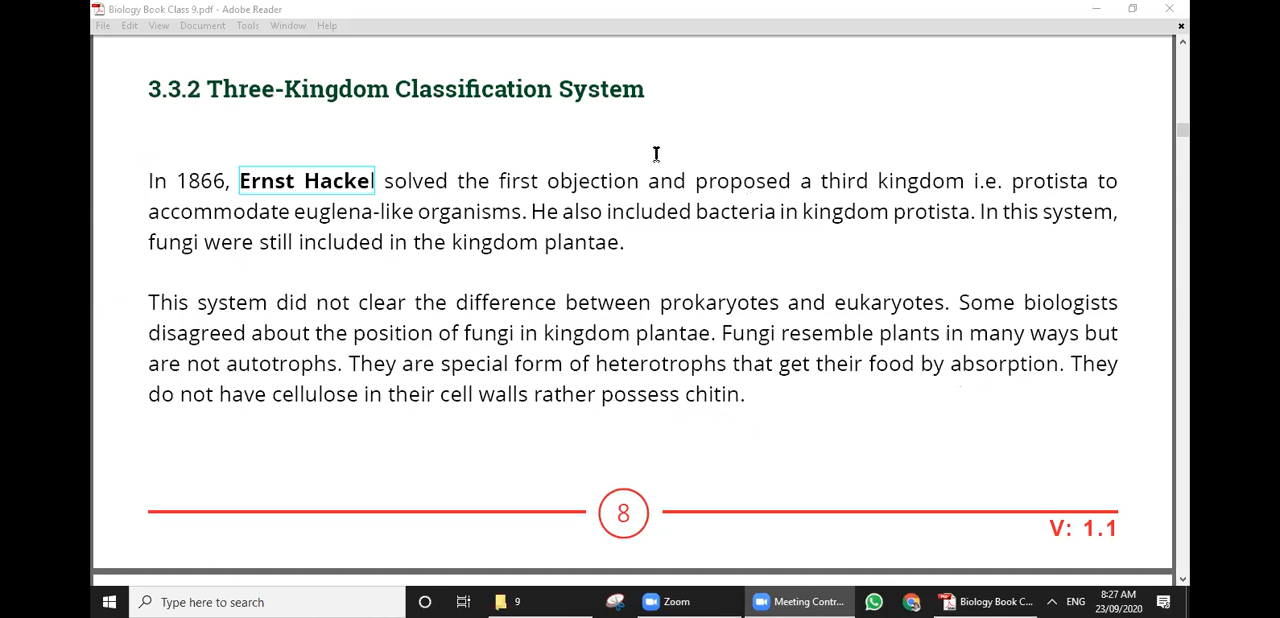 Biology Book Class 9.pdf - Adobe Reader
File Edit View Document Tools Window Help
3.3.2 Three-Kingdom Classification System
In 1866, Ernst Hackel solved the first objection and proposed a third kingdom i.e. protista to
accommodate euglena-like organisms. He also included bacteria in kingdom protista. In this system,
fungi were still included in the kingdom plantae.
This system did not clear the difference between prokaryotes and eukaryotes. Some biologists
disagreed about the position of fungi in kingdom plantae. Fungi resemble plants in many ways but
are not autotrophs. They are special form of heterotrophs that get their food by absorption. They
do not have cellulose in their cell walls rather possess chitin.
8
V: 1.1
Type here to search 9 Zoom Meeting Contr... Biology Book C... ENG 8:27 AM
23/09/2020